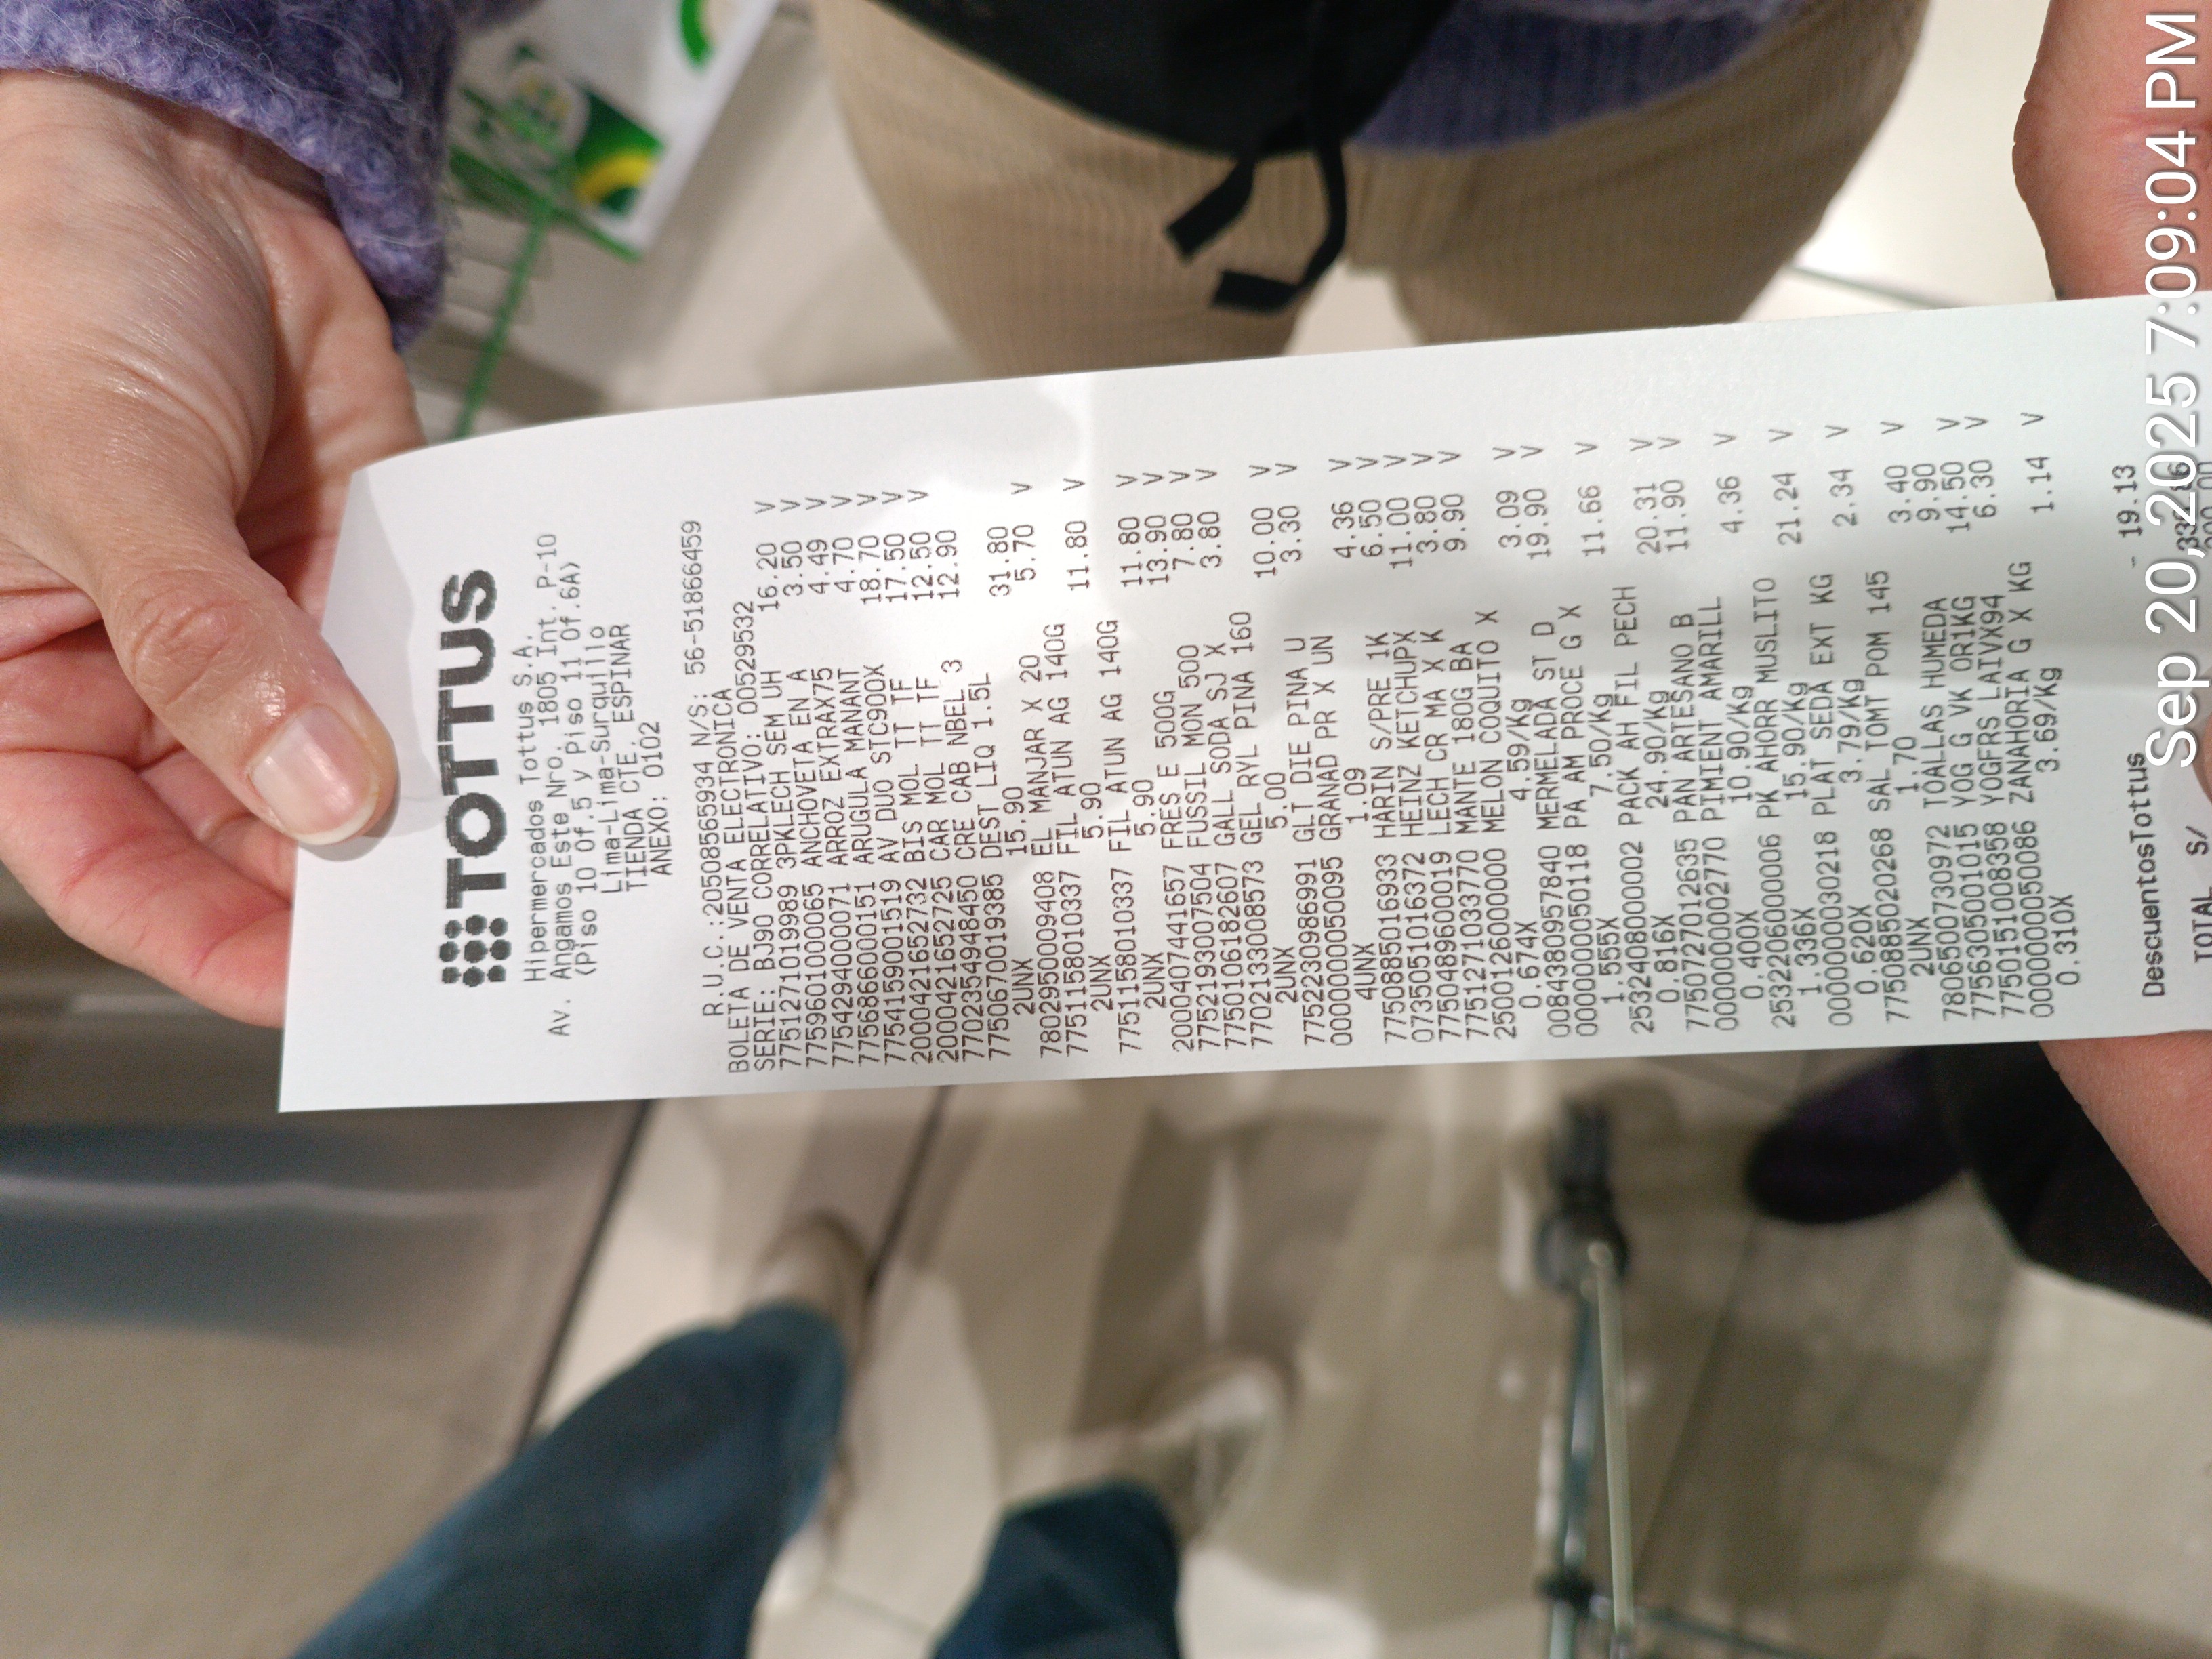 TOTTUS
Hipermercados Tottus S.A.
Av. Angamos Este Nro. 1805 Int. P-10
(Piso 10 Of.5 y Piso 11 Of.6A)
Lima-Lima-Surquillo
TIENDA CTE. ESPINAR
ANEXO: 0102
R.U.C.:20508565934 N/S: 56-51866459
BOLETA DE VENTA ELECTRONICA
SERIE: BJ90 CORRELATIVO: 00529532
7751271019989 3PKLECH SEM UH 16.20 V
7759601000065 ANCHOVETA EN A 3.50 V
7754294000071 ARROZ EXTRAX75 4.49 V
7756866000151 ARUGULA MANANT 4.70 V
7754159001519 AV DUO STC900X 18.70 V
2000421652732 BIS MOL TT TF 17.50 V
2000421652725 CAR MOL TT TF 12.50 V
7702354948450 CRE CAB NBEL 3 12.90
7750670019385 DEST LIQ 1.5L
2UNX 15.90 31.80
7802950009408 EL MANJAR X 20 5.70 V
7751158010337 FIL ATUN AG 140G
2UNX 5.90 11.80 V
7751158010337 FIL ATUN AG 140G
2UNX 5.90 11.80 V
2000407441657 FRES E 500G 13.90 V
7752193007504 FUSSIL MON 500 7.80 V
7750106182607 GALL SODA SJ X 3.80 V
7702133008573 GEL RYL PINA 160
2UNX 5.00 10.00 V
7752230986991 GLT DIE PINA U 3.30 V
0000000050095 GRANAD PR X UN
4UNX 1.09 4.36 V
7750885016933 HARIN S/PRE 1K 6.50 V
0735051016372 HEINZ KETCHUPX 11.00 V
7750489600019 LECH CR MA X K 3.80 V
7751271033770 MANTE 180G BA 9.90 V
2500126000000 MELON COQUITO X
0.674X 4.59/Kg 3.09 V
0084380957840 MERMELADA ST D 19.90 V
0000000050118 PA AM PROCE G X
1.555X 7.50/Kg 11.66 V
2532408000002 PACK AH FIL PECH
0.816X 24.90/Kg 20.31 V
7750727012635 PAN ARTESANO B 11.90 V
0000000002770 PIMIENT AMARILL
0.400X 10.90/Kg 4.36 V
2532206000006 PK AHORR MUSLITO
1.336X 15.90/Kg 21.24 V
0000000030218 PLAT SEDA EXT KG
0.620X 3.79/Kg 2.34 V
7750885020268 SAL TOMT POM 145
2UNX 1.70 3.40 V
7806500730972 TOALLAS HUMEDA 9.90
7756305001015 YOG G VK OR1KG 14.50 V
7750151008358 YOGFRS LAIVX94 6.30 V
0000000050086 ZANAHORIA G X KG
0.310X 3.69/Kg 1.14 V
DescuentosTottus - 19.13
TOTAL S/
Sep 20, 2025 7:09:04 PM